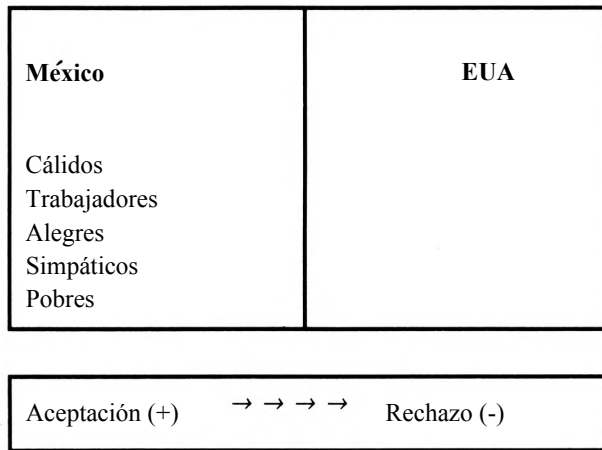 México EUA
Cálidos
Trabajadores
Alegres
Simpáticos
Pobres
Aceptación (+) → → → → Rechazo (-)